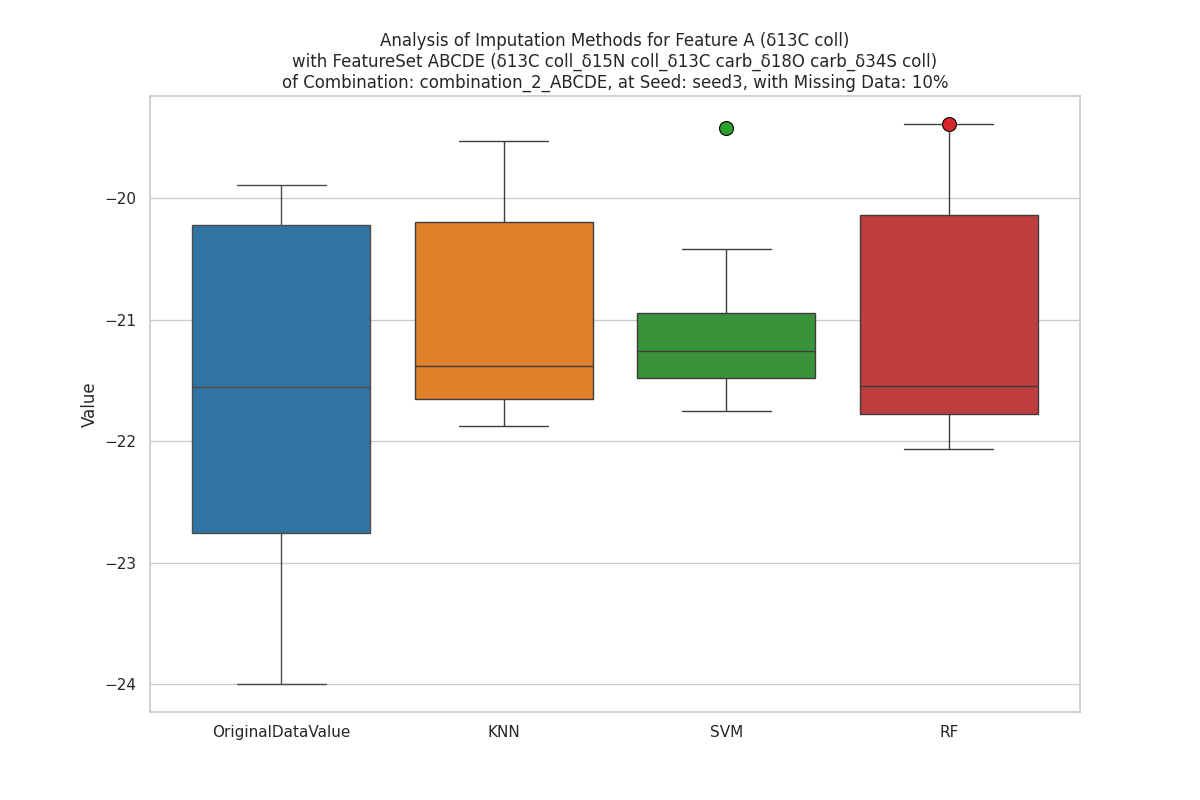 Analysis of Imputation Methods for Feature A (δ13C coll)
with FeatureSet ABCDE (δ13C coll_δ15N coll_δ13C carb_δ18O carb_δ34S coll)
of Combination: combination_2_ABCDE, at Seed: seed3, with Missing Data: 10%
Value
−20
−21
−22
−23
−24
OriginalDataValue
KNN
SVM
RF